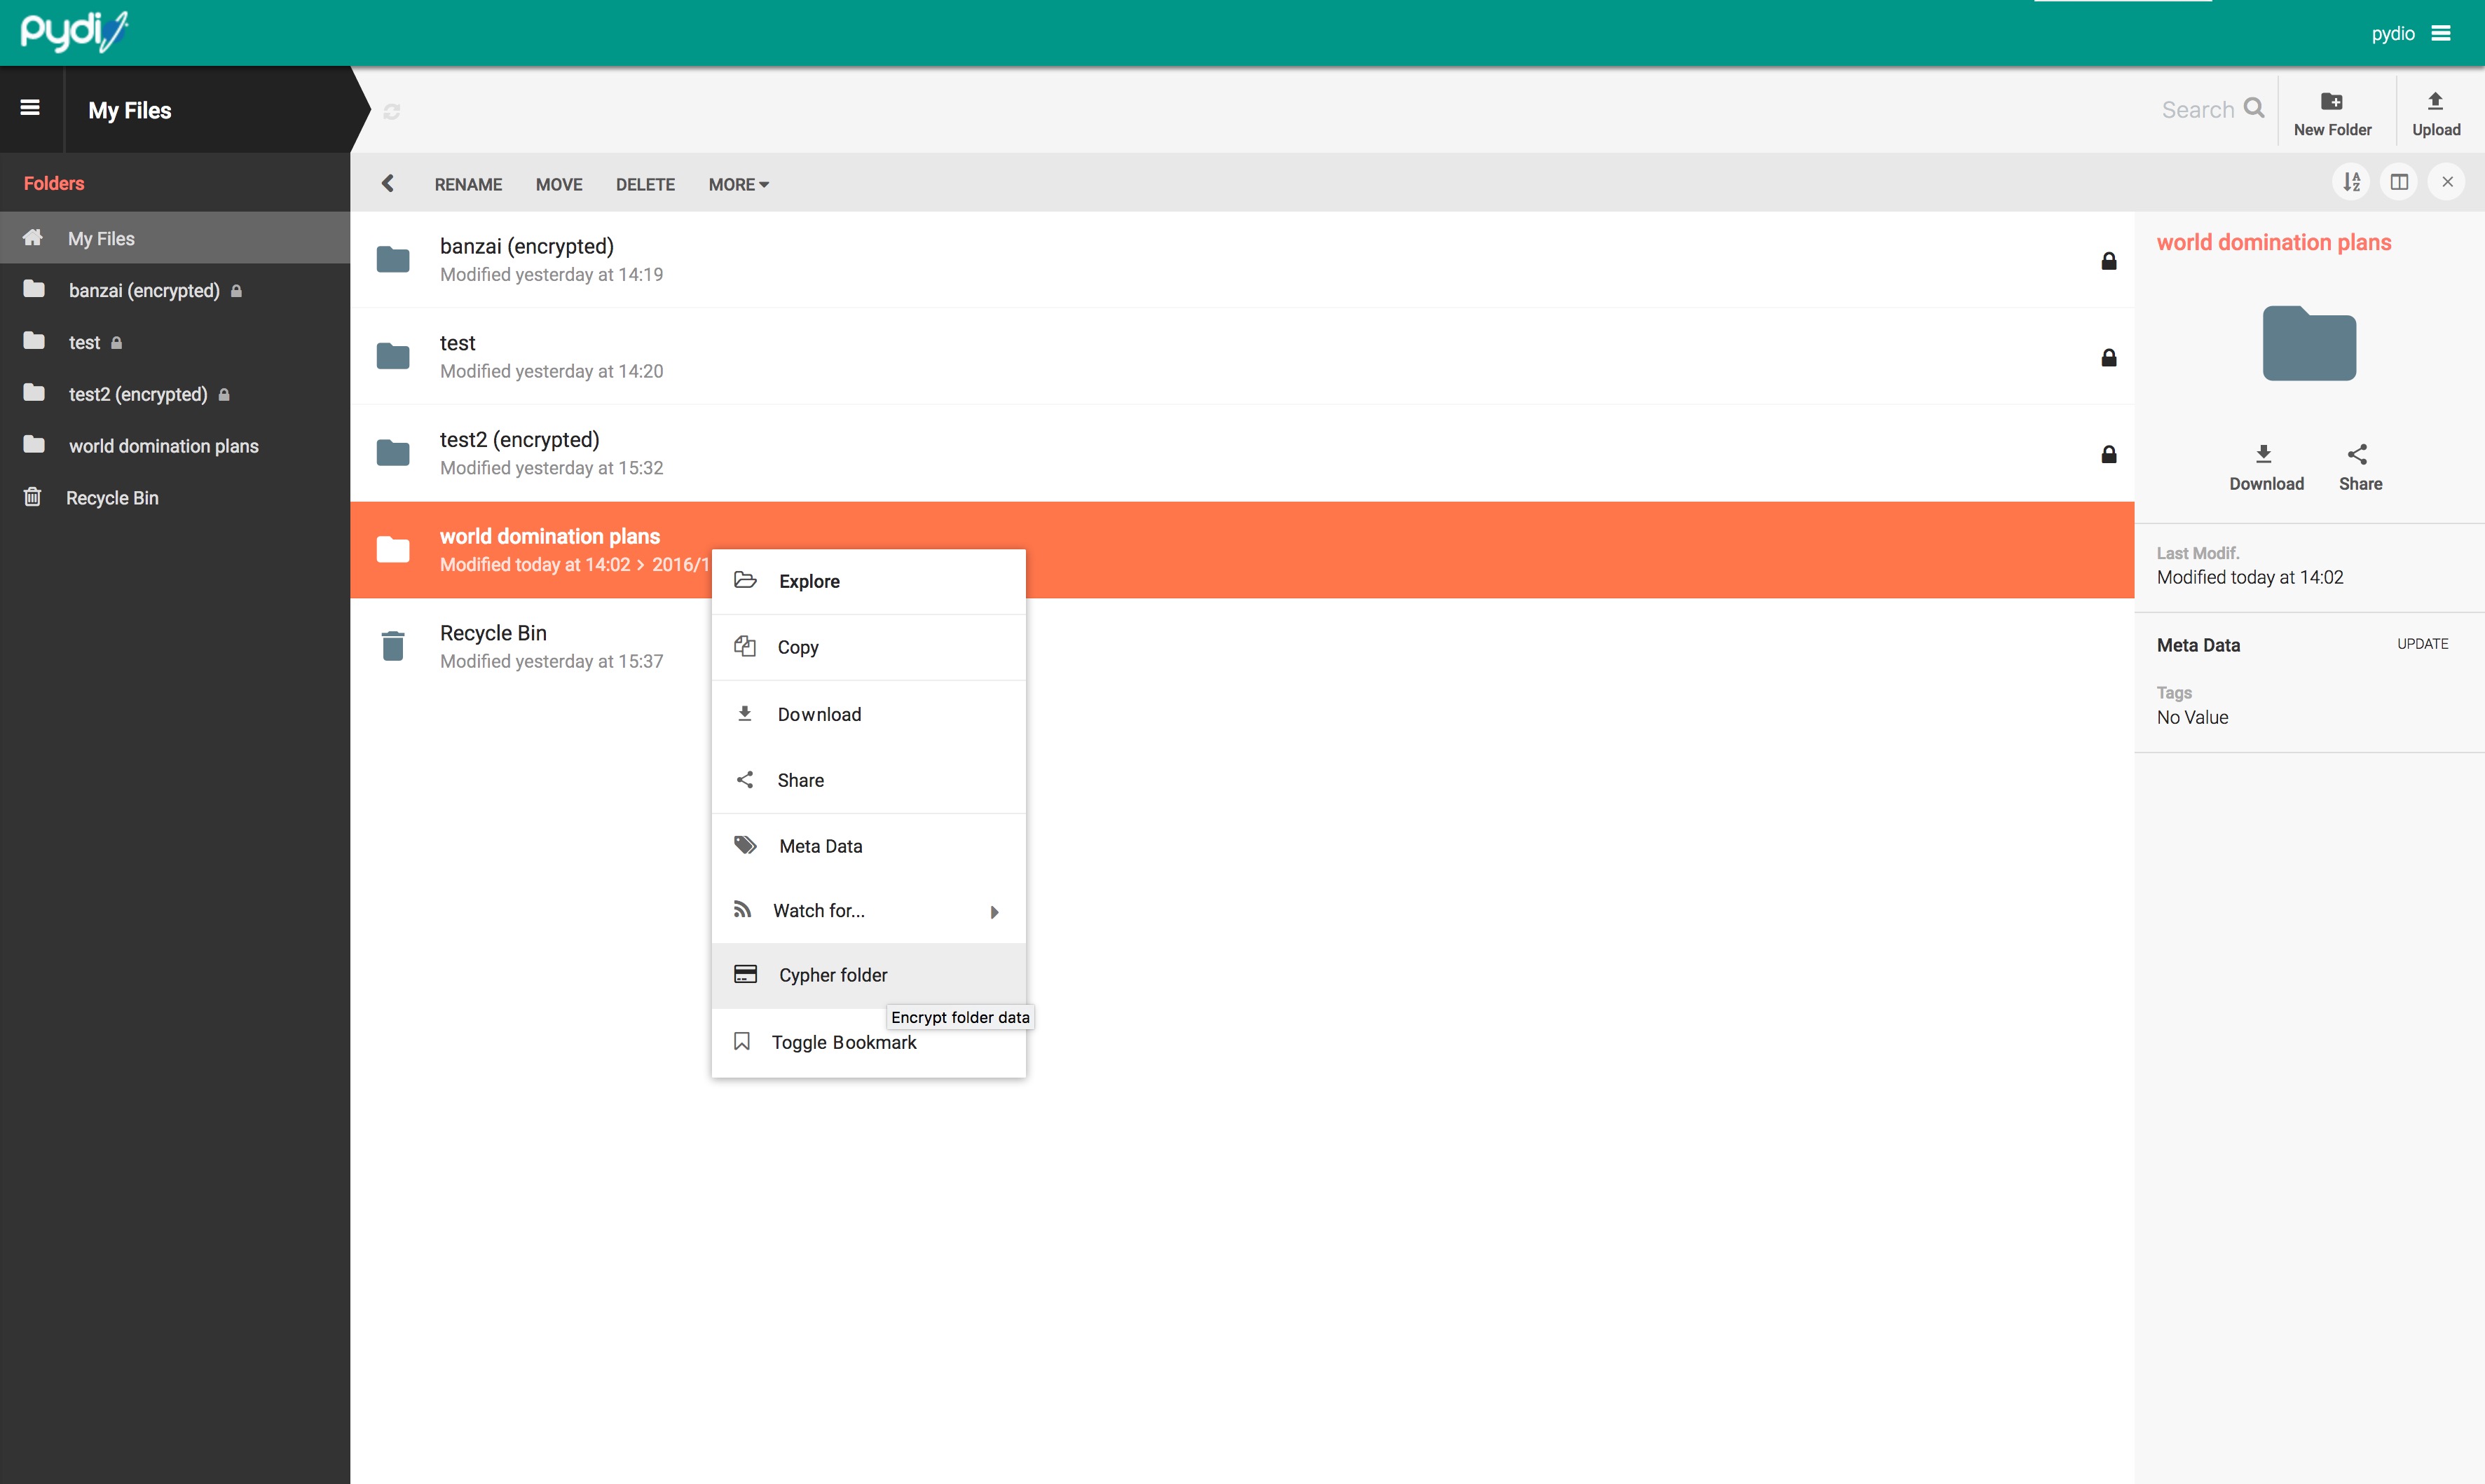 pydio
pydio
My Files
Search
New Folder
Upload
Folders
RENAME MOVE DELETE MORE
My Files
banzai (encrypted)
test
test2 (encrypted)
world domination plans
Recycle Bin
banzai (encrypted)
Modified yesterday at 14:19
test
Modified yesterday at 14:20
test2 (encrypted)
Modified yesterday at 15:32
world domination plans
Modified today at 14:02 > 2016/1
Recycle Bin
Modified yesterday at 15:37
Explore
Copy
Download
Share
Meta Data
Watch for...
Cypher folder
Encrypt folder data
Toggle Bookmark
world domination plans
Download Share
Last Modif.
Modified today at 14:02
Meta Data UPDATE
Tags
No Value